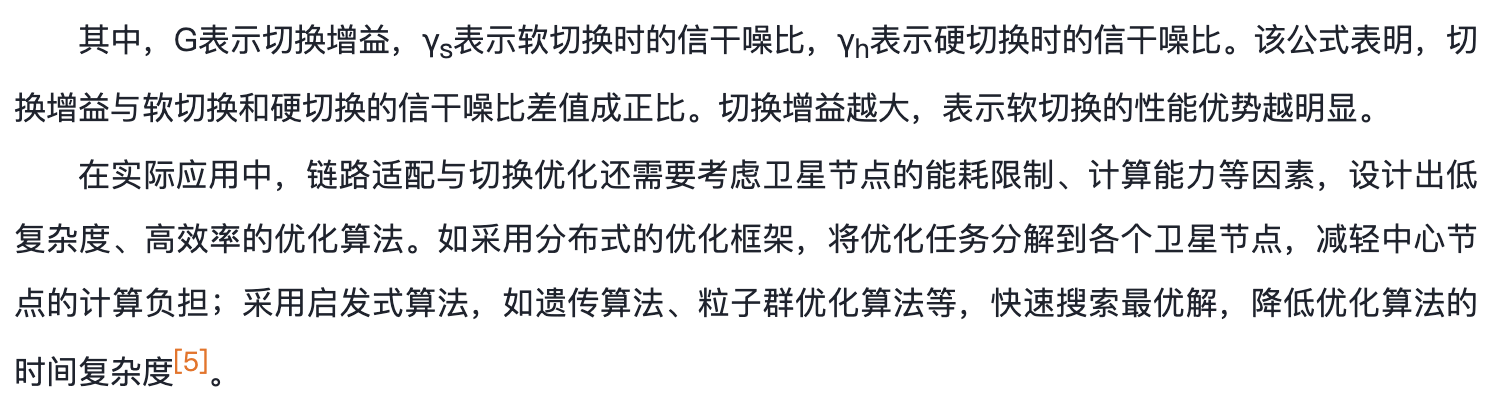 其中，G表示切换增益，γs表示软切换时的信干噪比，γh表示硬切换时的信干噪比。该公式表明，切
换增益与软切换和硬切换的信干噪比差值成正比。切换增益越大，表示软切换的性能优势越明显。
在实际应用中，链路适配与切换优化还需要考虑卫星节点的能耗限制、计算能力等因素，设计出低
复杂度、高效率的优化算法。如采用分布式的优化框架，将优化任务分解到各个卫星节点，减轻中心节
点的计算负担；采用启发式算法，如遗传算法、粒子群优化算法等，快速搜索最优解，降低优化算法的
时间复杂度[5]。